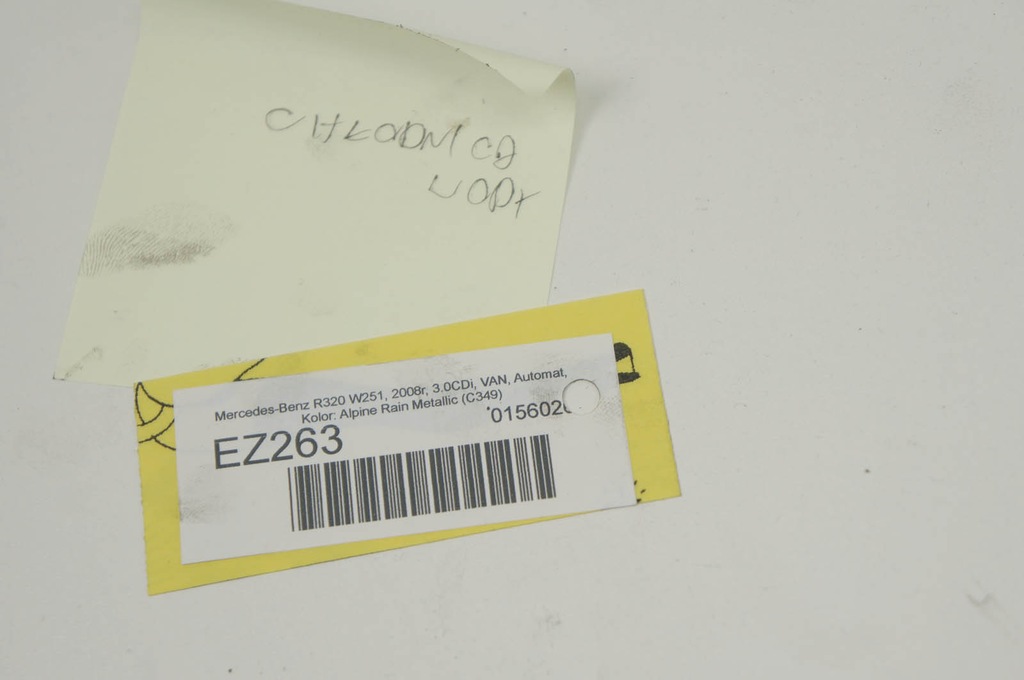 CHŁODNICA
WODY
Mercedes-Benz R320 W251, 2008r, 3.0CDi, VAN, Automat,
Kolor: Alpine Rain Metallic (C349)
EZ263